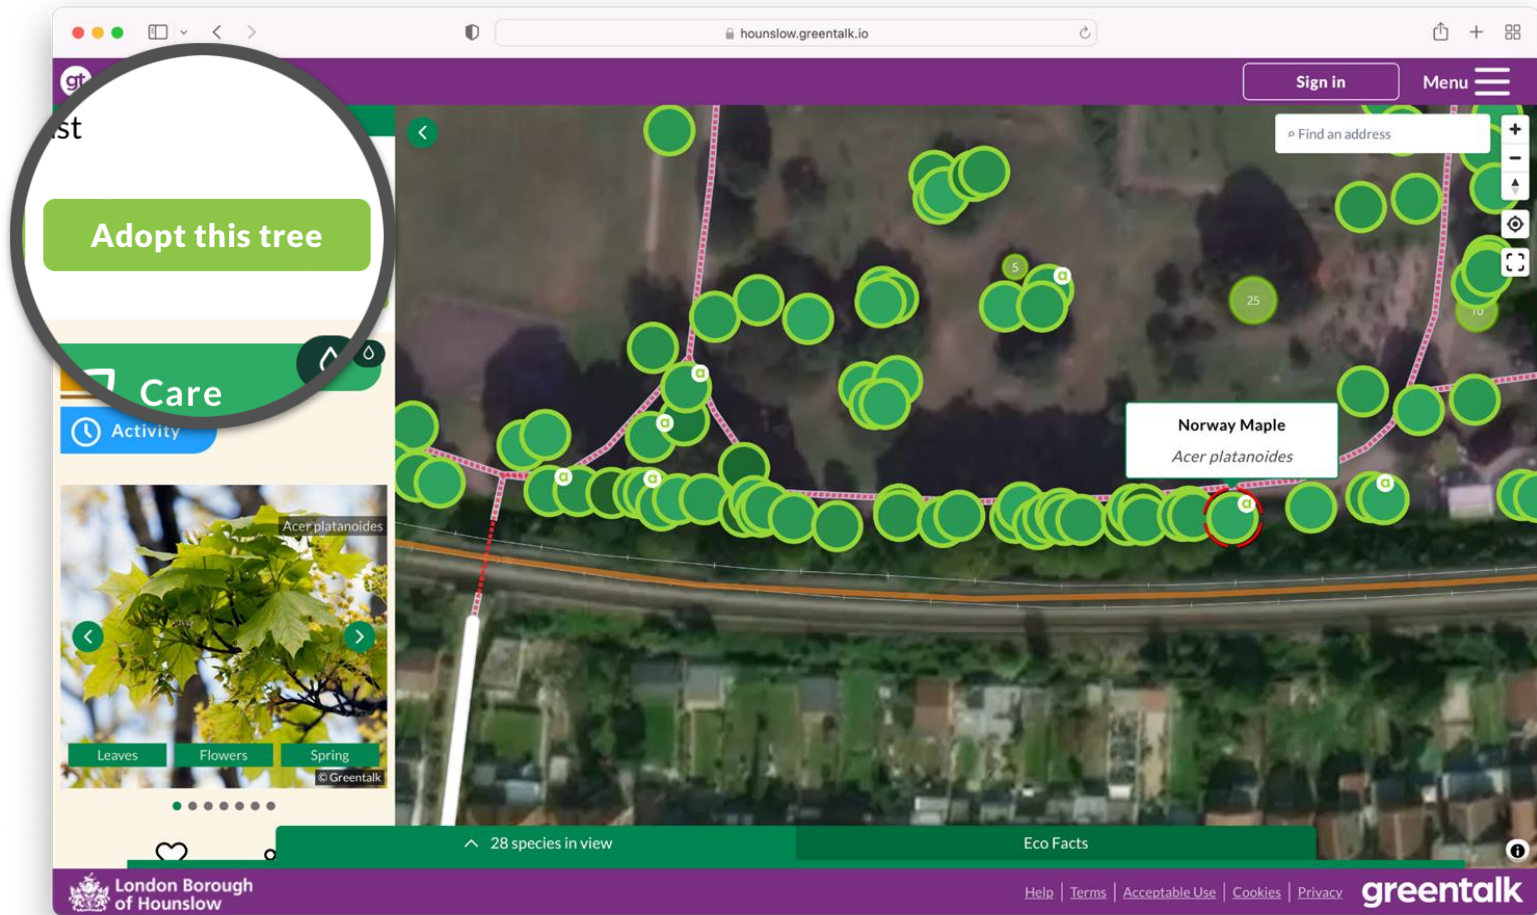 hounslow.greentalk.io
gt
Sign in
Menu
st
Find an address
Adopt this tree
Care
Activity
5
25
10
a
a
a
a
a
a
a
Norway Maple
Acer platanoides
Acer platanoides
Leaves
Flowers
Spring
© Greentalk
28 species in view
Eco Facts
London Borough
of Hounslow
Help | Terms | Acceptable Use | Cookies | Privacy
greentalk